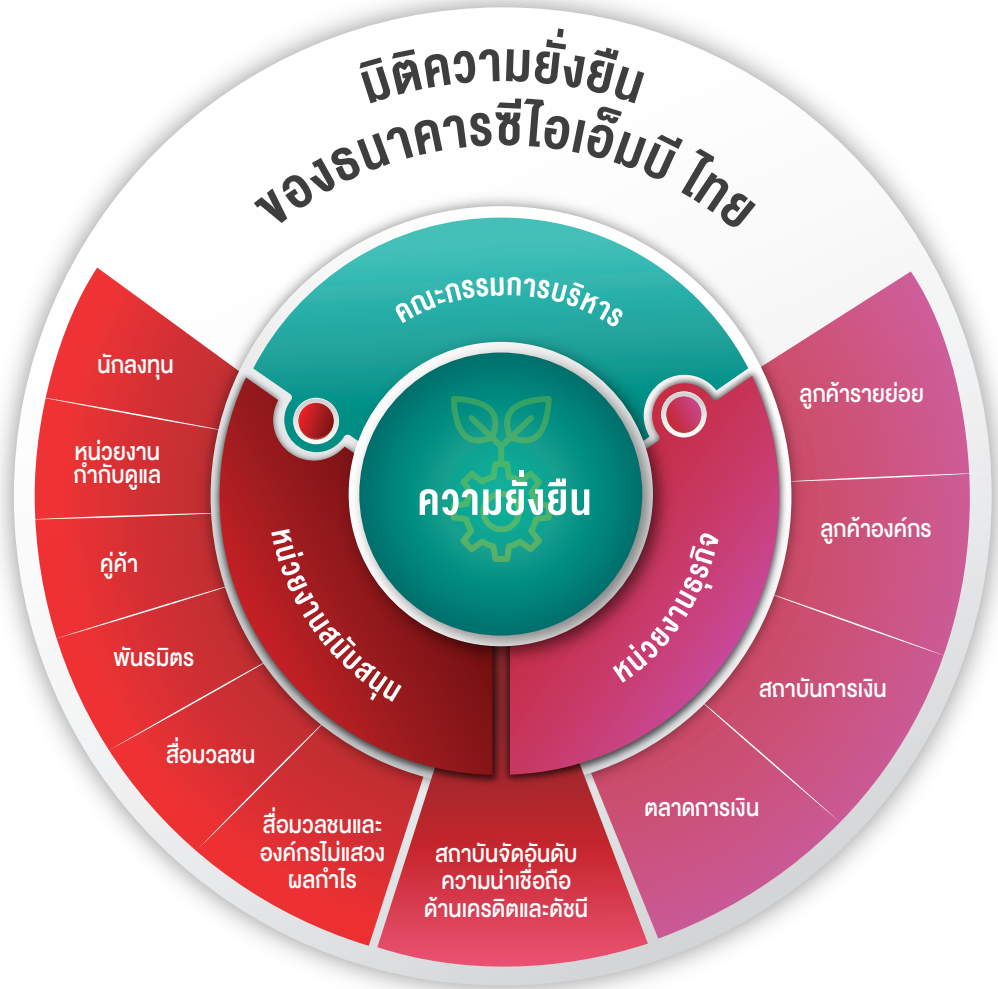 มิติความยั่งยืน
ของธนาคารซีไอเอ็มบี ไทย
คณะกรรมการบริหาร
ความยั่งยืน
หน่วยงานสนับสนุน
หน่วยงานธุรกิจ
นักลงทุน
หน่วยงาน
กำกับดูแล
คู่ค้า
พันธมิตร
สื่อมวลชน
สื่อมวลชนและ
องค์กรไม่แสวง
ผลกำไร
สถาบันจัดอันดับ
ความน่าเชื่อถือ
ด้านเครดิตและดัชนี
ลูกค้ารายย่อย
ลูกค้าองค์กร
สถาบันการเงิน
ตลาดการเงิน